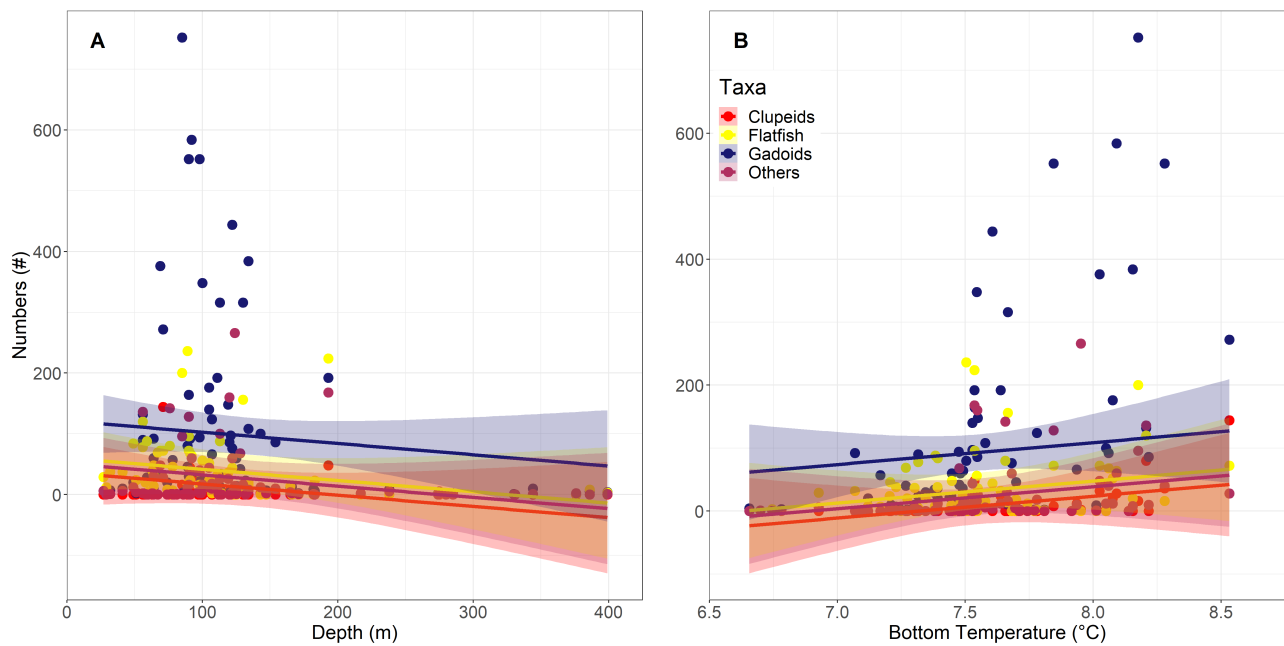 A
B
Numbers (#)
600
400
200
0
0
100
200
300
400
Depth (m)
600
400
200
0
6.5
7.0
7.5
8.0
8.5
Bottom Temperature (°C)
Taxa
Clupeids
Flatfish
Gadoids
Others